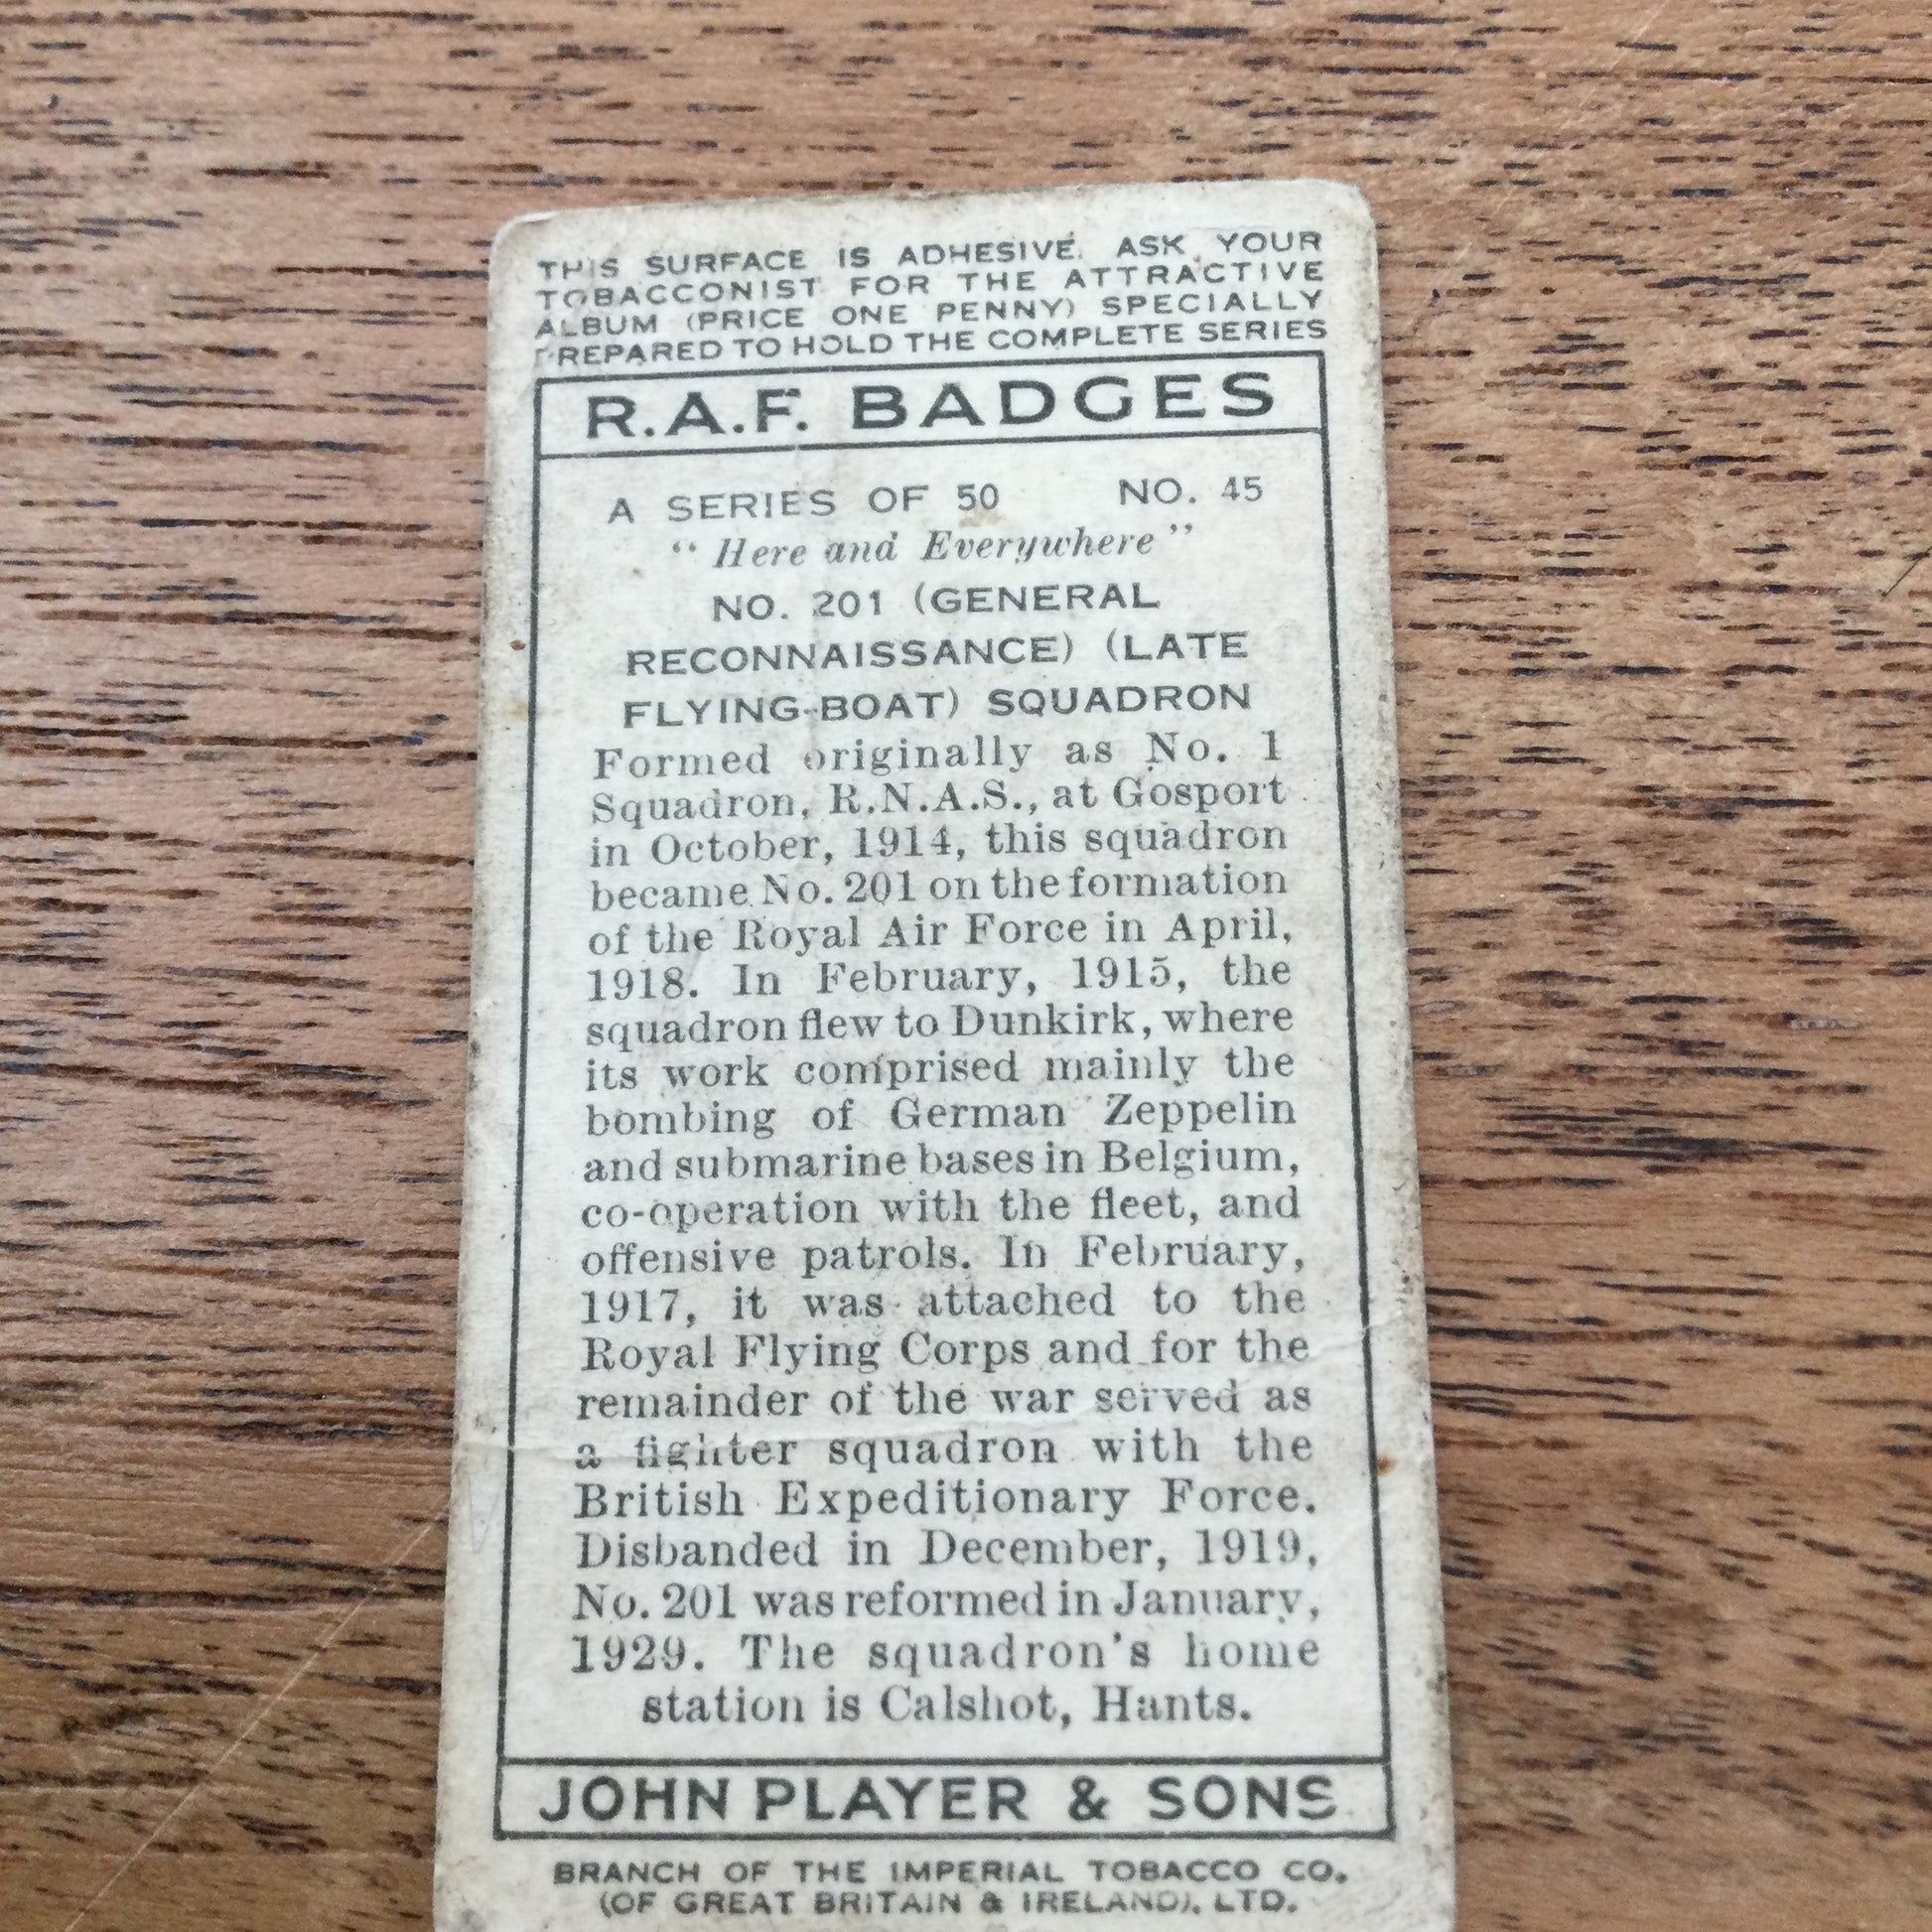 THIS SURFACE IS ADHESIVE. ASK YOUR
TOBACCONIST FOR THE ATTRACTIVE
ALBUM (PRICE ONE PENNY) SPECIALLY
PREPARED TO HOLD THE COMPLETE SERIES
R.A.F. BADGES
A SERIES OF 50 NO. 45
"Here and Everywhere"
NO. 201 (GENERAL
RECONNAISSANCE) (LATE
FLYING-BOAT) SQUADRON
Formed originally as No. 1
Squadron, R.N.A.S., at Gosport
in October, 1914, this squadron
became No. 201 on the formation
of the Royal Air Force in April,
1918. In February, 1915, the
squadron flew to Dunkirk, where
its work comprised mainly the
bombing of German Zeppelin
and submarine bases in Belgium,
co-operation with the fleet, and
offensive patrols. In February,
1917, it was attached to the
Royal Flying Corps and for the
remainder of the war served as
a fighter squadron with the
British Expeditionary Force.
Disbanded in December, 1919,
No. 201 was reformed in January,
1929. The squadron's home
station is Calshot, Hants.
JOHN PLAYER & SONS
BRANCH OF THE IMPERIAL TOBACCO CO.
(OF GREAT BRITAIN & IRELAND), LTD.